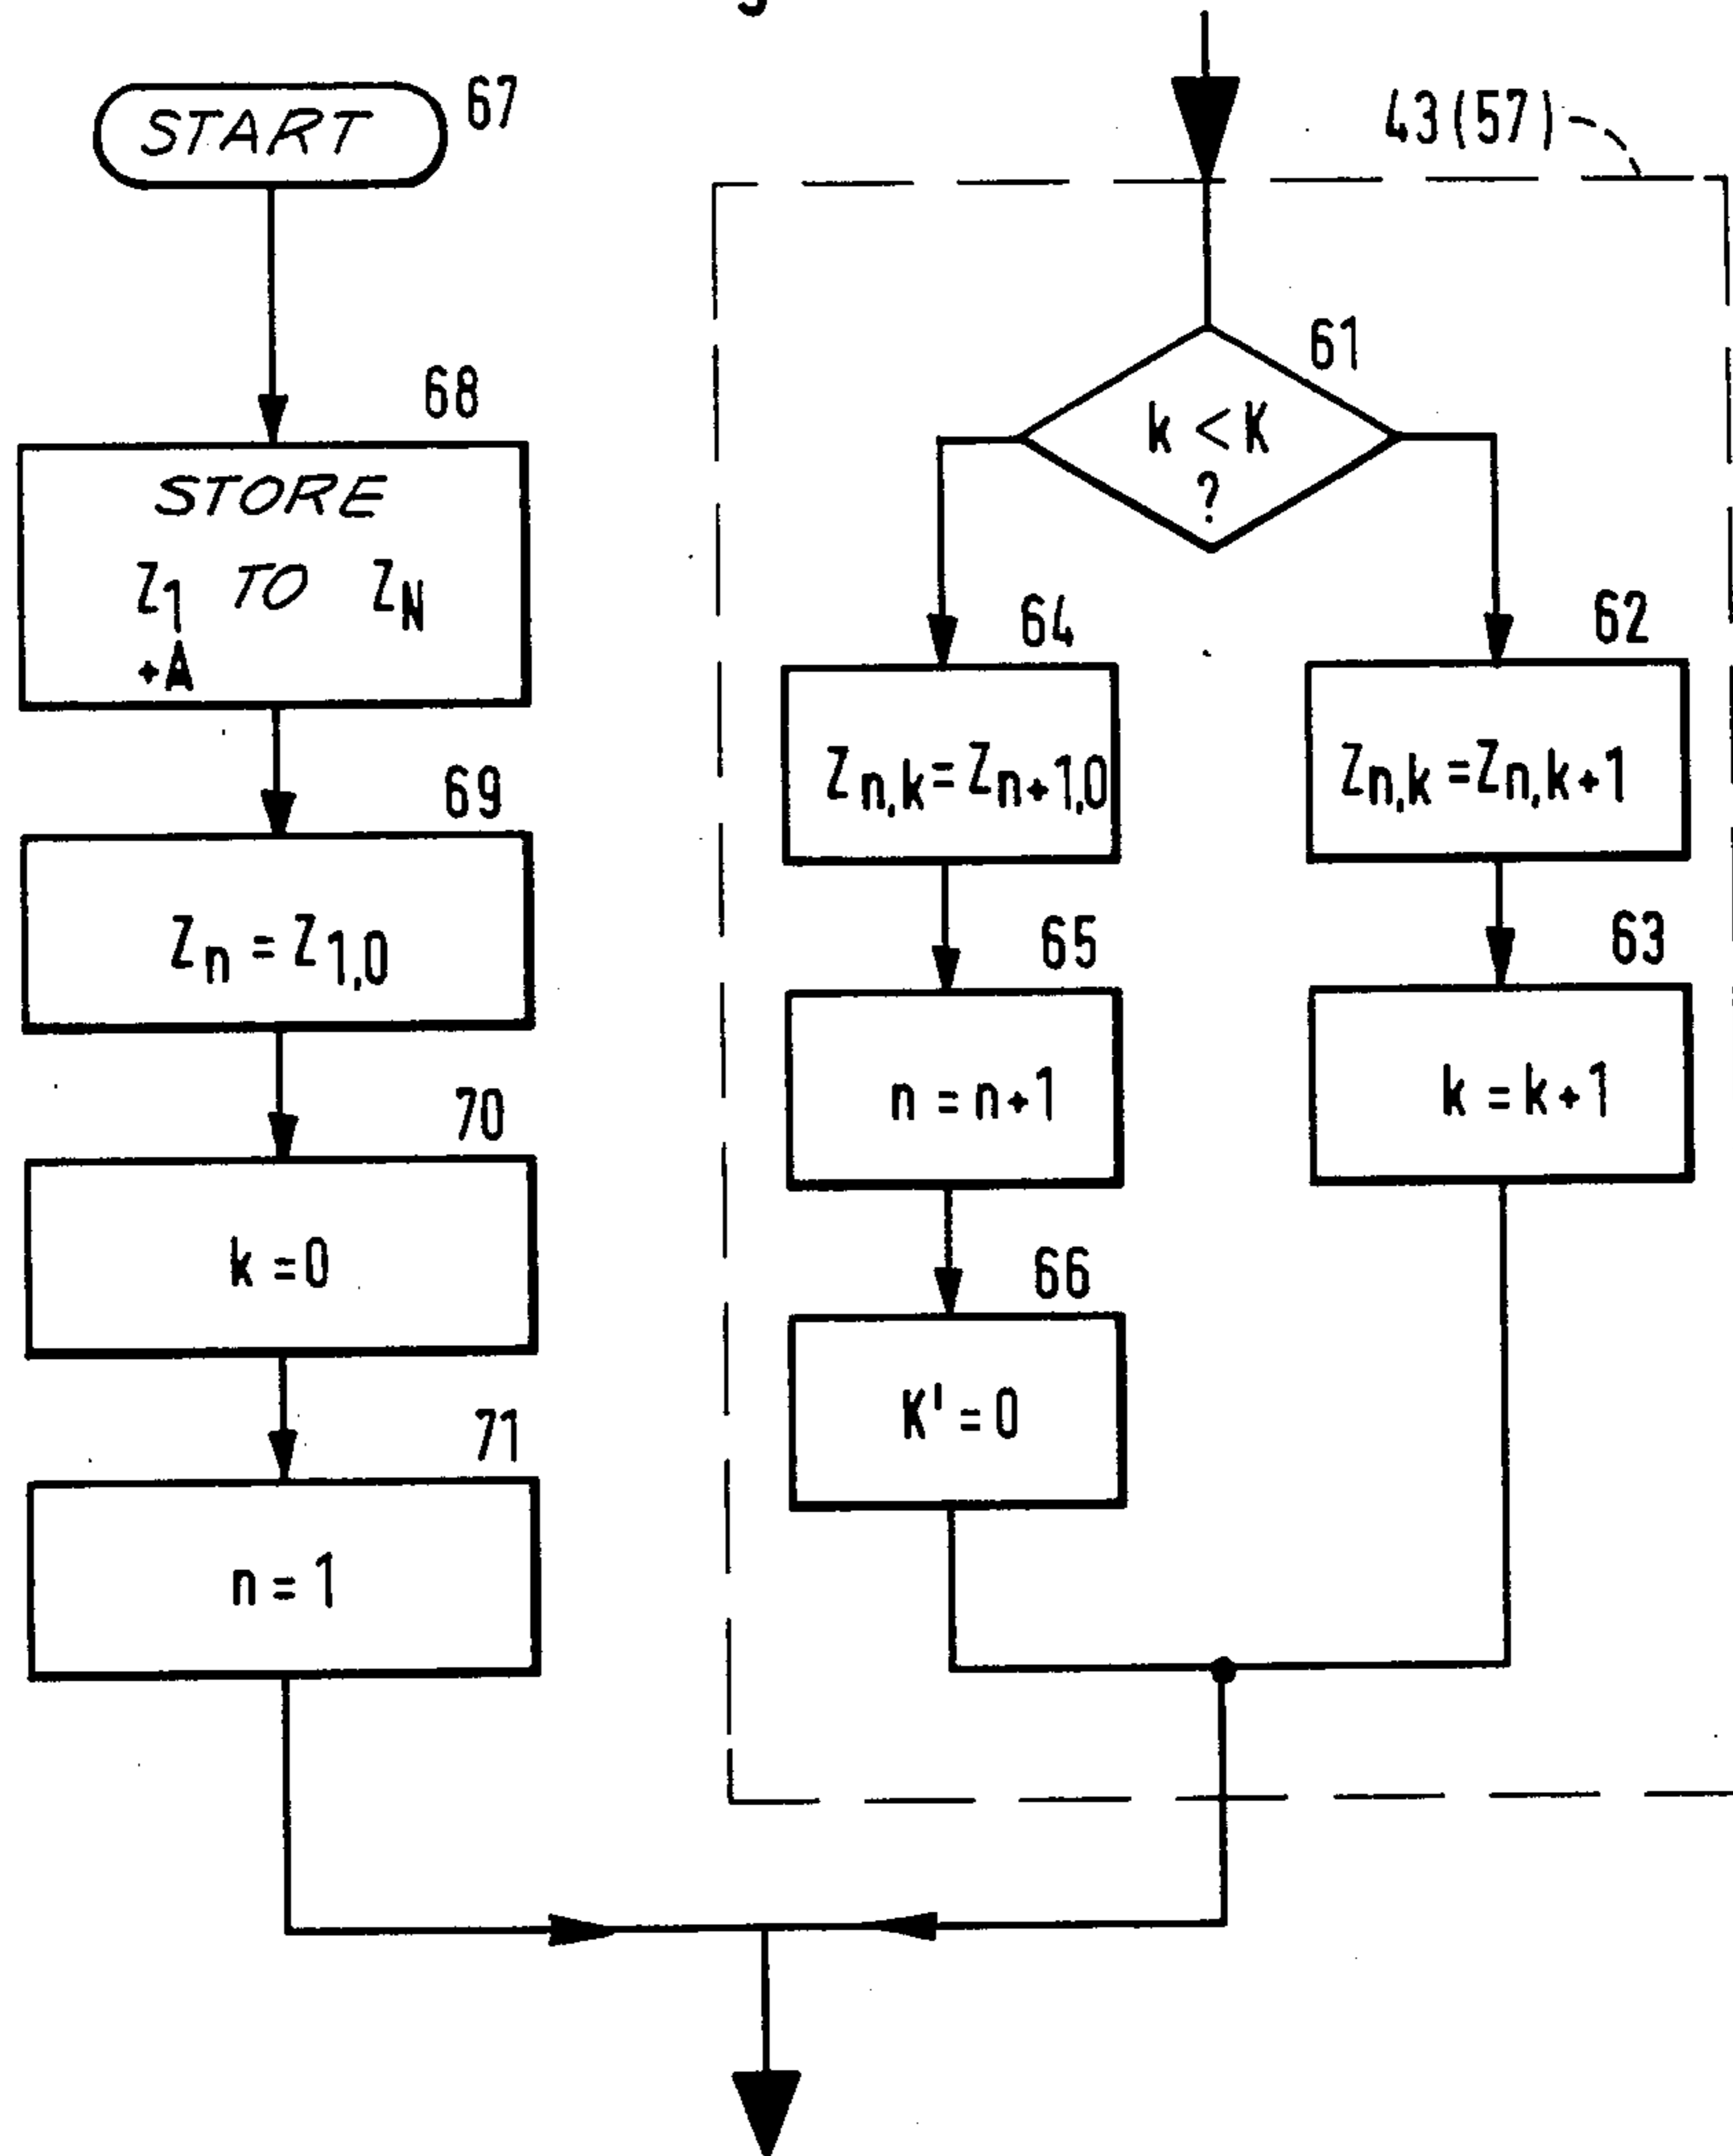 START
67
68
STORE
Z1 TO ZN
+A
69
Zn = Z1,0
70
k = 0
71
n = 1
43(57)
61
k < K
?
64
Zn,k = Zn+1,0
65
n = n+1
66
K' = 0
62
Zn,k = Zn,k+1
63
k = k+1